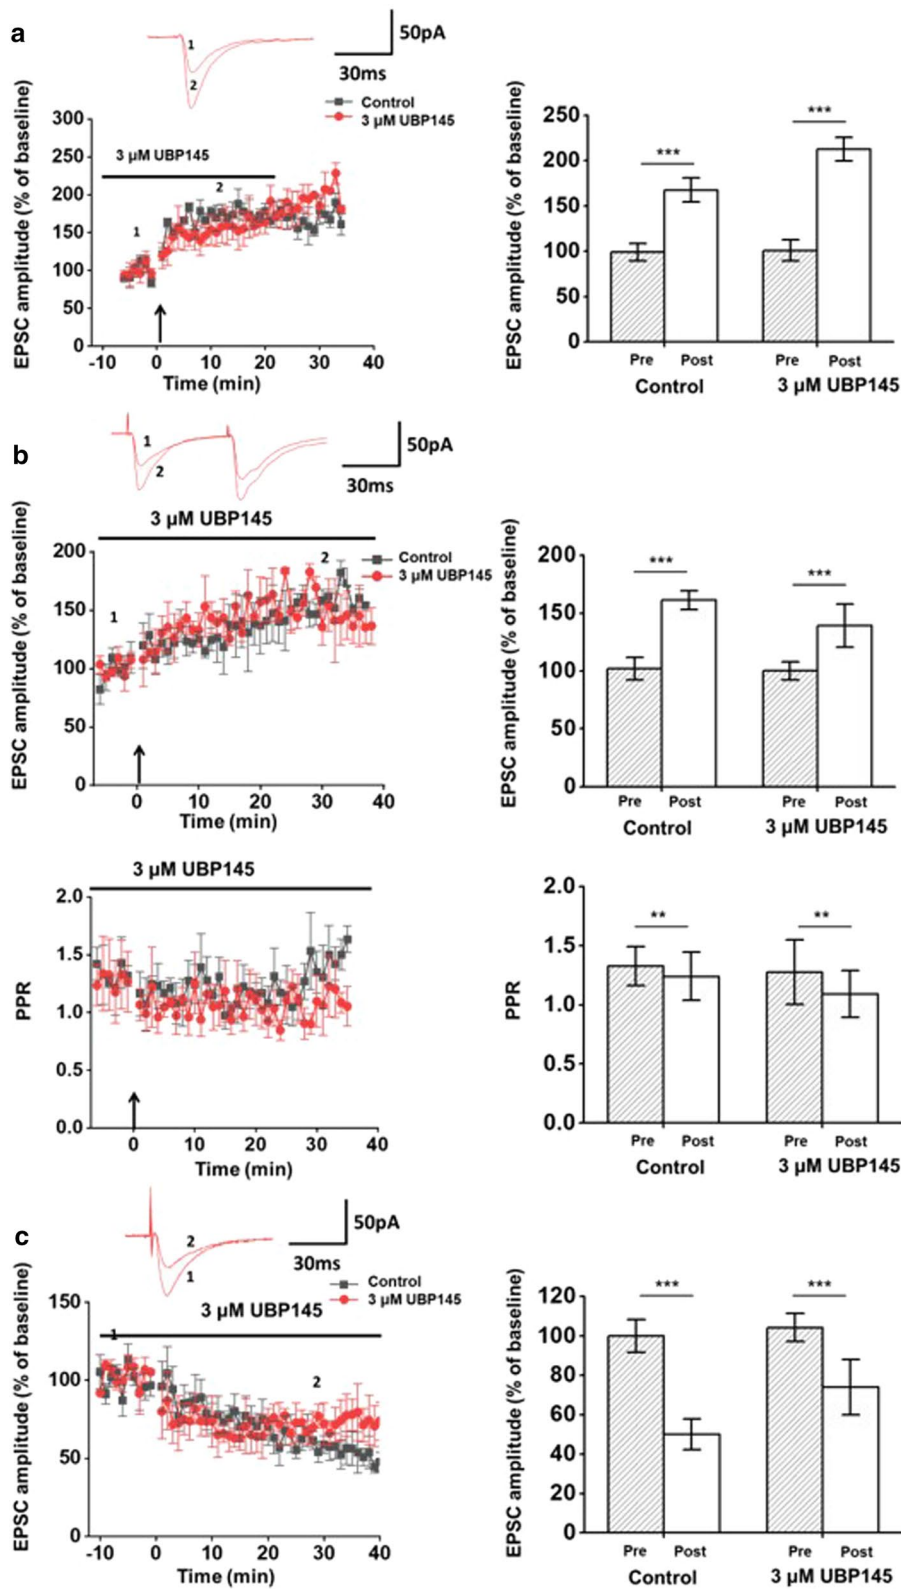 a
50pA
30ms
1
2
Control
3 µM UBP145
EPSC amplitude (% of baseline)
300
250
200
150
100
50
0
3 µM UBP145
1
2
-10 0 10 20 30 40
Time (min)
EPSC amplitude (% of baseline)
250
200
150
100
50
0
***
***
Pre Post Pre Post
Control 3 µM UBP145
b
1
2
50pA
30ms
3 µM UBP145
Control
3 µM UBP145
EPSC amplitude (% of baseline)
200
150
100
50
0
1
2
0 10 20 30 40
Time (min)
EPSC amplitude (% of baseline)
200
150
100
50
0
***
***
Pre Post Pre Post
Control 3 µM UBP145
3 µM UBP145
PPR
2.0
1.5
1.0
0.5
0.0
0 10 20 30 40
Time (min)
PPR
2.0
1.5
1.0
0.5
0.0
**
**
Pre Post Pre Post
Control 3 µM UBP145
c
2
1
50pA
30ms
Control
3 µM UBP145
3 µM UBP145
EPSC amplitude (% of baseline)
150
100
50
0
1
2
-10 0 10 20 30 40
Time (min)
EPSC amplitude (% of baseline)
120
100
80
60
40
20
0
***
***
Pre Post Pre Post
Control 3 µM UBP145